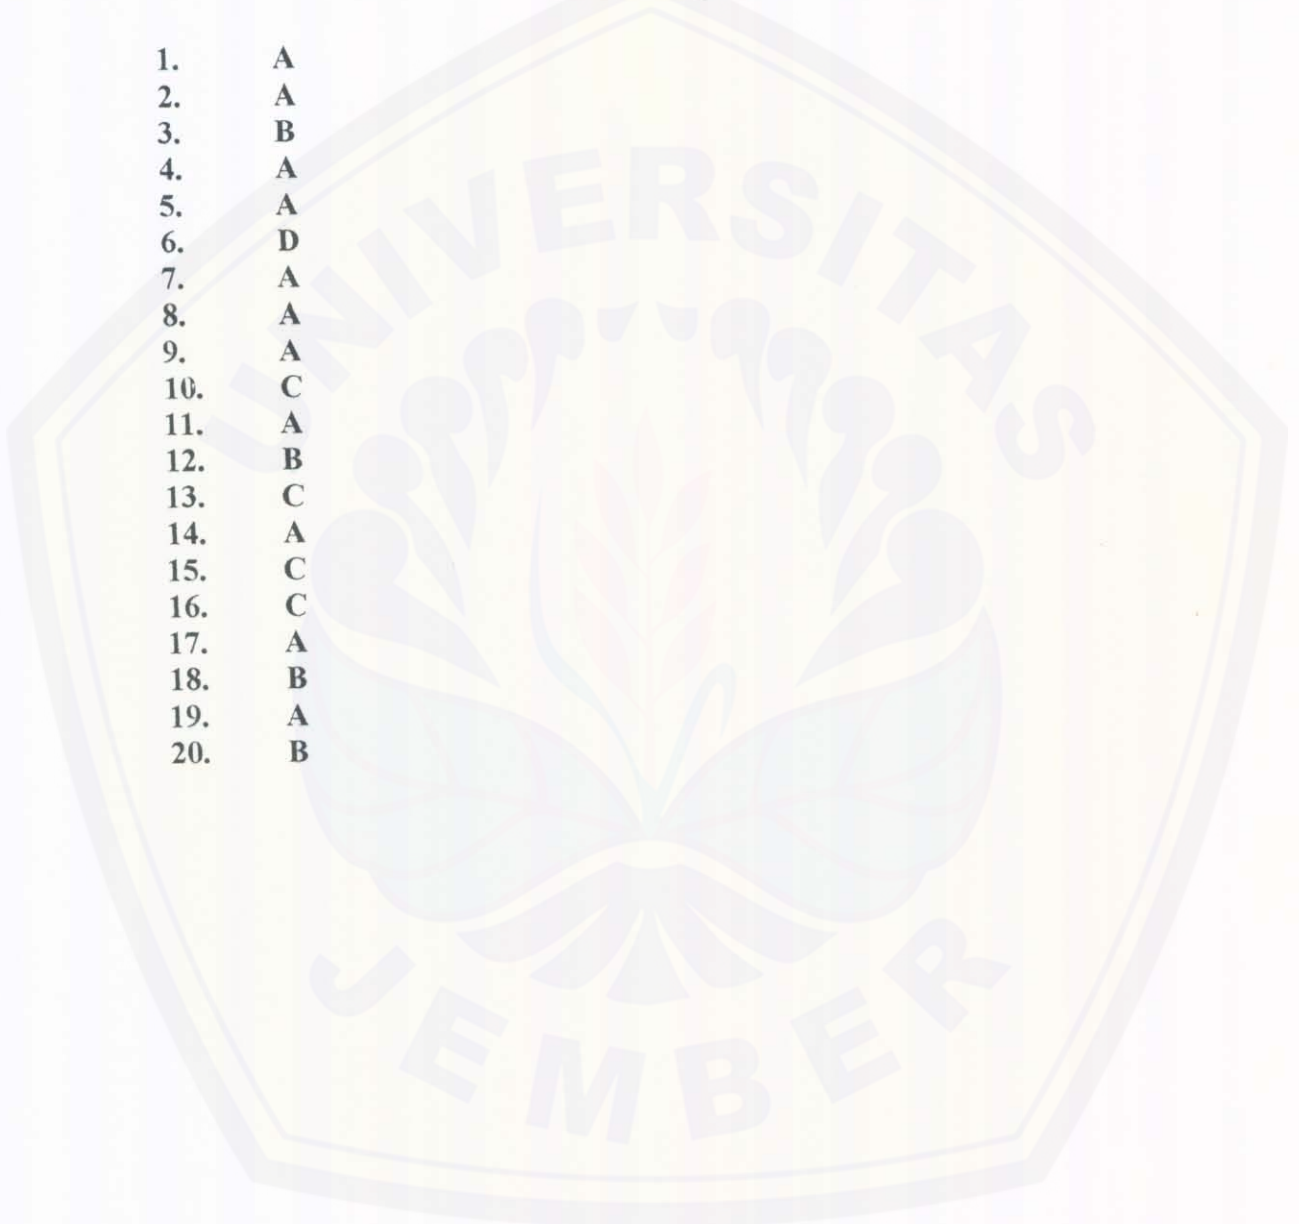 1. A
2. A
3. B
4. A
5. A
6. D
7. A
8. A
9. A
10. C
11. A
12. B
13. C
14. A
15. C
16. C
17. A
18. B
19. A
20. B
UNIVERSITAS
JEMBER